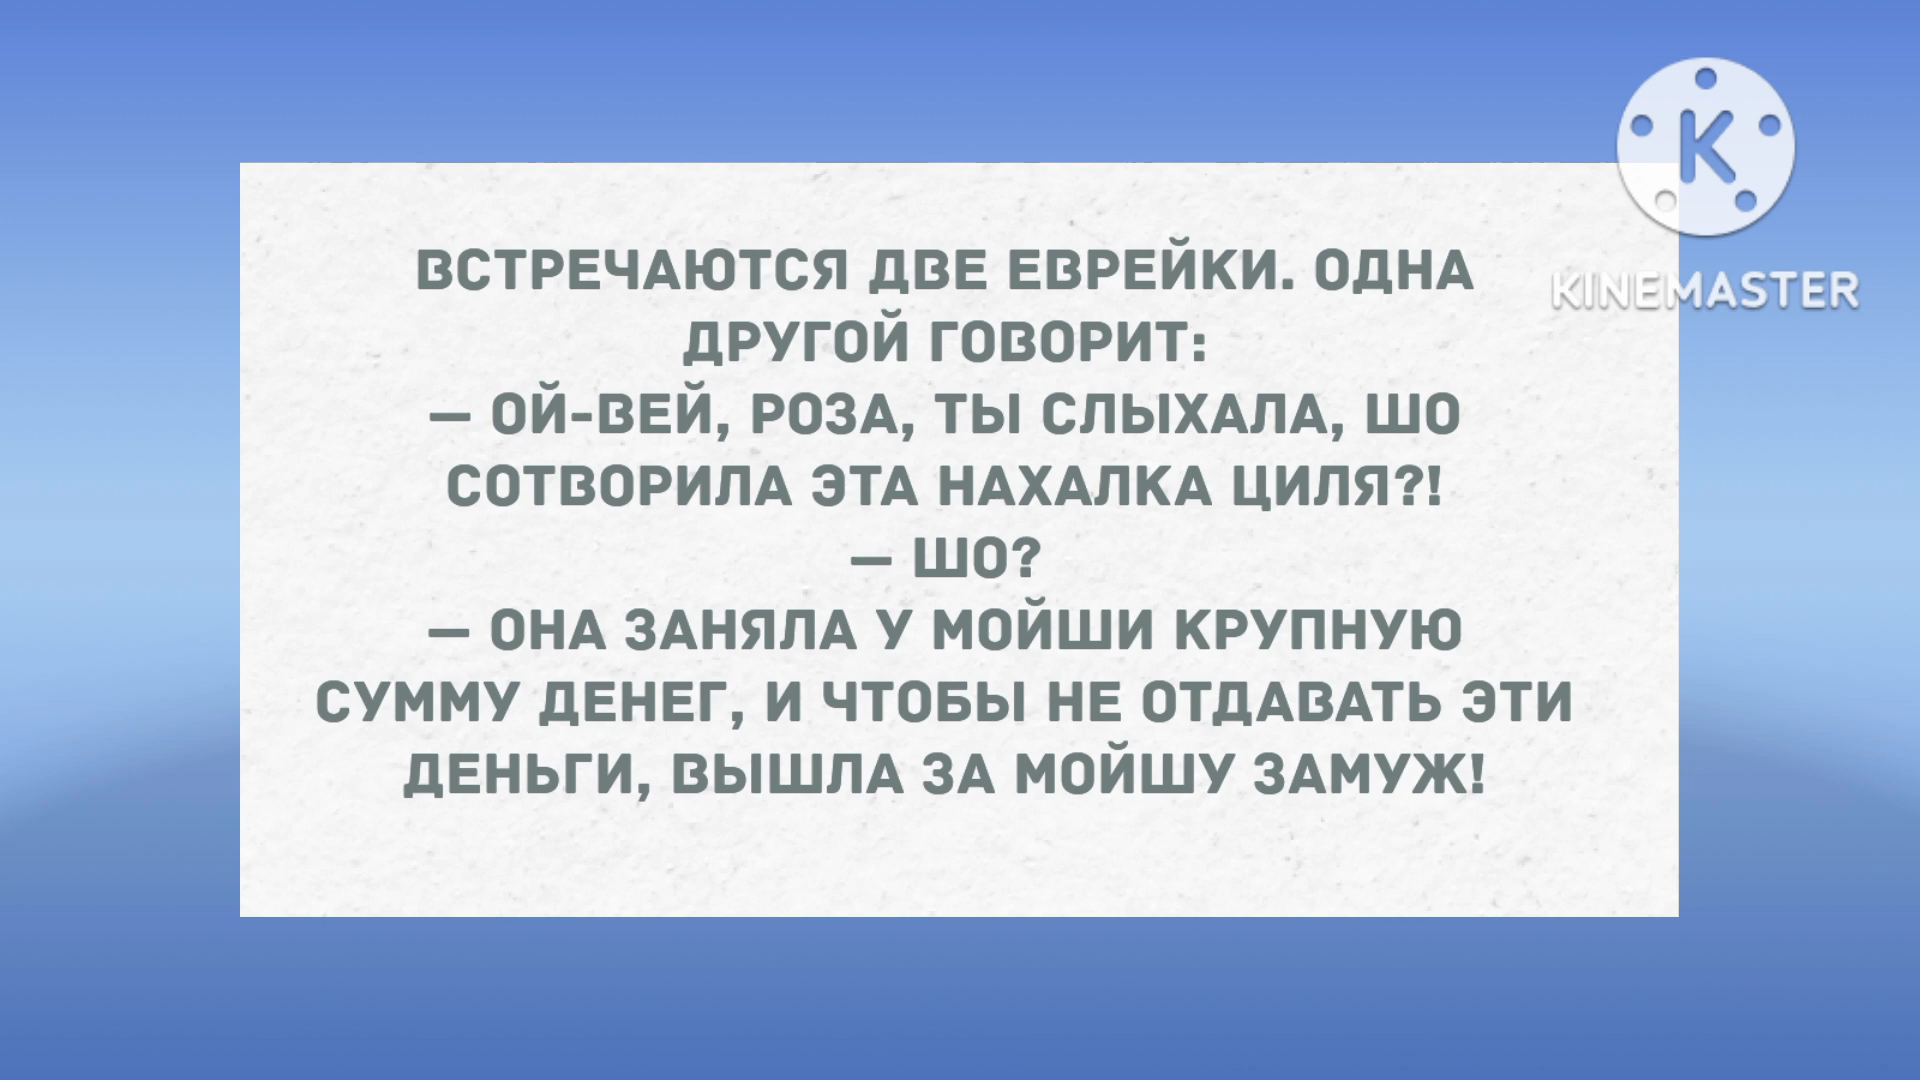 ВСТРЕЧАЮТСЯ ДВЕ ЕВРЕЙКИ. ОДНА
ДРУГОЙ ГОВОРИТ:
— ОЙ-ВЕЙ, РОЗА, ТЫ СЛЫХАЛА, ШО
СОТВОРИЛА ЭТА НАХАЛКА ЦИЛЯ?!
— ШО?
— ОНА ЗАНЯЛА У МОЙШИ КРУПНУЮ
СУММУ ДЕНЕГ, И ЧТОБЫ НЕ ОТДАВАТЬ ЭТИ
ДЕНЬГИ, ВЫШЛА ЗА МОЙШУ ЗАМУЖ!
K
KINEMASTER